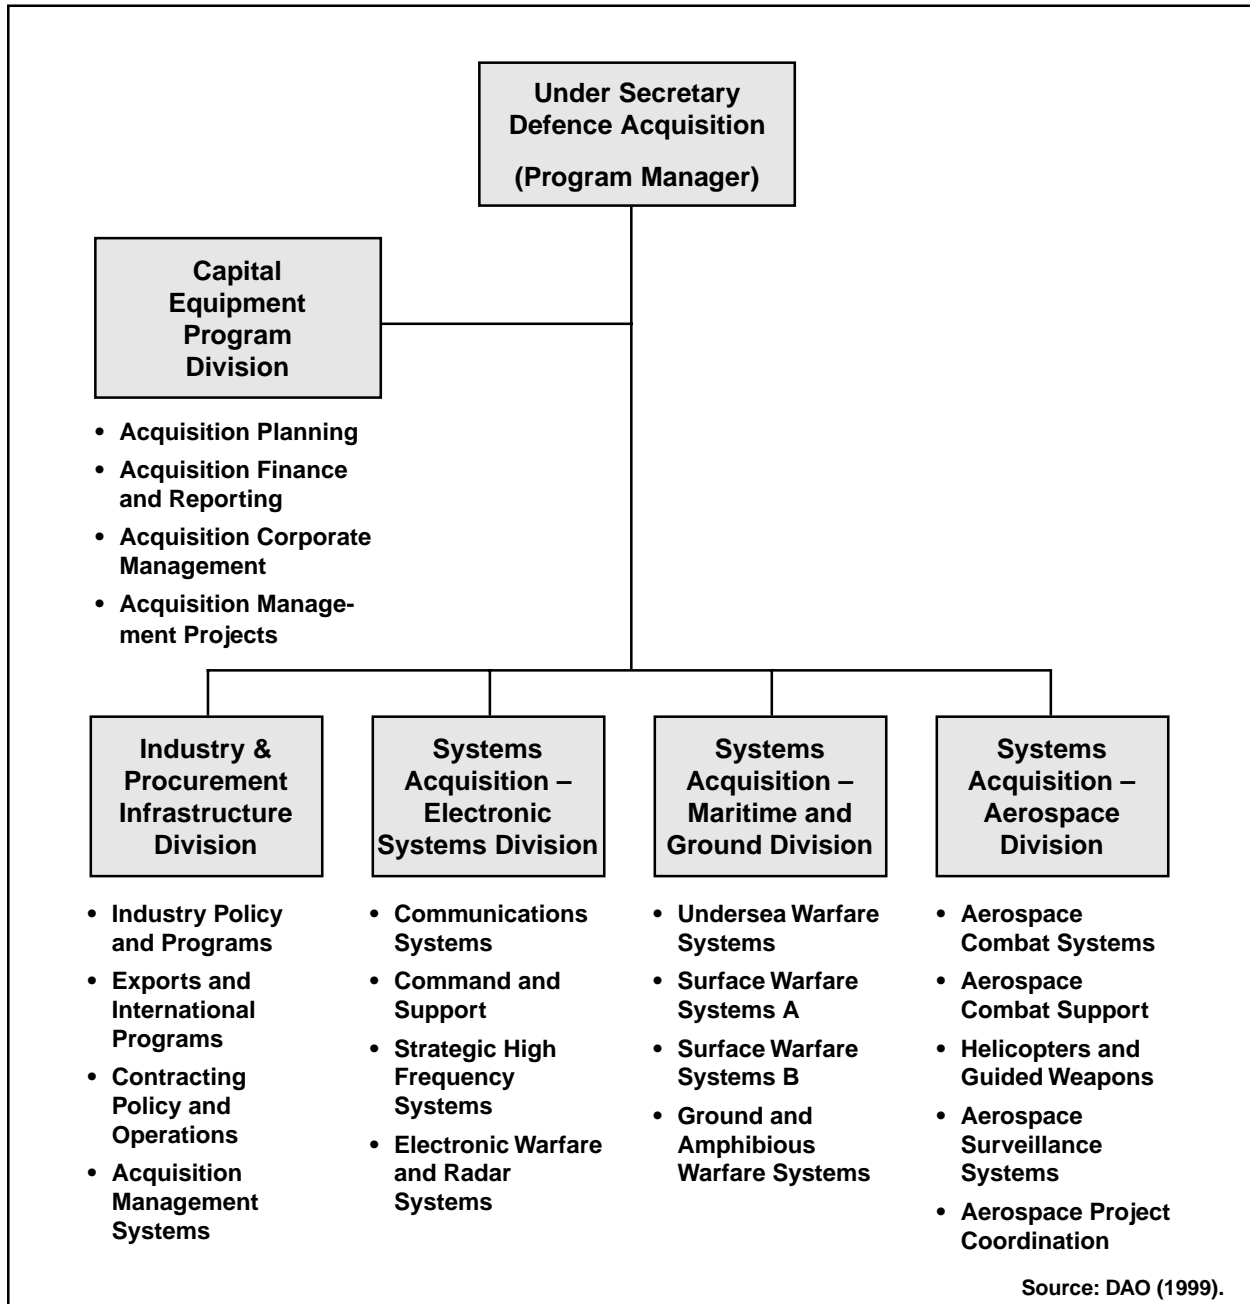 Under Secretary
Defence Acquisition
(Program Manager)
Capital
Equipment
Program
Division
• Acquisition Planning
• Acquisition Finance
and Reporting
• Acquisition Corporate
Management
• Acquisition Manage-
ment Projects
Industry &
Procurement
Infrastructure
Division
• Industry Policy
and Programs
• Exports and
International
Programs
• Contracting
Policy and
Operations
• Acquisition
Management
Systems
Systems
Acquisition –
Electronic
Systems Division
• Communications
Systems
• Command and
Support
• Strategic High
Frequency
Systems
• Electronic Warfare
and Radar
Systems
Systems
Acquisition –
Maritime and
Ground Division
• Undersea Warfare
Systems
• Surface Warfare
Systems A
• Surface Warfare
Systems B
• Ground and
Amphibious
Warfare Systems
Systems
Acquisition –
Aerospace
Division
• Aerospace
Combat Systems
• Aerospace
Combat Support
• Helicopters and
Guided Weapons
• Aerospace
Surveillance
Systems
• Aerospace Project
Coordination
Source: DAO (1999).